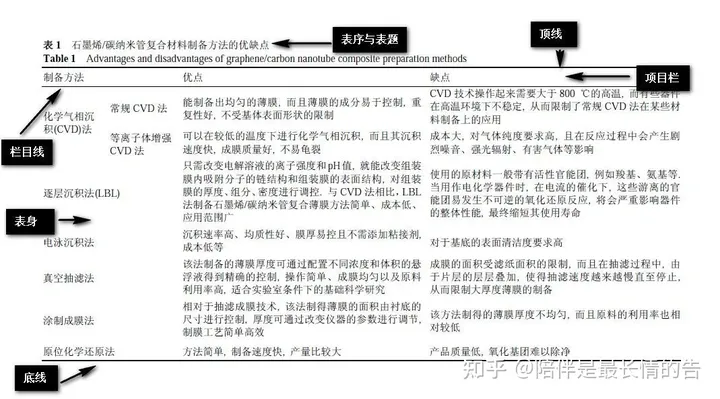 表序与表题
顶线
表 1 石墨烯/碳纳米管复合材料制备方法的优缺点
Table 1 Advantages and disadvantages of graphene/carbon nanotube composite preparation methods
项目栏
制备方法 优点 缺点
化学气相沉
积(CVD)法
常规 CVD 法
能制备出均匀的薄膜, 而且薄膜的成分易于控制, 重
复性好, 不受基体表面形状的限制
CVD 技术操作起来需要大于 800 ℃的高温, 而有些器件
在高温环境下不稳定, 从而限制了常规 CVD 法在某些材
料制备上的应用
等离子体增强
CVD 法
可以在较低的温度下进行化学气相沉积, 而且其沉积
速度快, 成膜质量好, 不易龟裂
成本大, 对气体纯度要求高, 且在反应过程中会产生剧
烈噪音、强光辐射、有害气体等影响
栏目线
逐层沉积法(LBL)
只需改变电解溶液的离子强度和pH值, 就能改变组装
膜内吸附分子的链结构和组装膜的表面结构, 对组装
膜的厚度、组分、密度进行调控. 与 CVD 法相比, LBL
法制备石墨烯/碳纳米管复合薄膜方法简单、成本低、
应用范围广
使用的原材料一般带有活性官能团, 例如羧基、氨基等.
当用作电化学器件时, 在电流的催化下, 这些游离的官
能团易发生不可逆的氧化还原反应, 将会严重影响器件
的整体性能, 最终缩短其使用寿命
表身
电泳沉积法
沉积速率高、均质性好、膜厚易控且不需添加粘接剂,
成本低等
对于基底的表面清洁度要求高
真空抽滤法
该法制备的薄膜厚度可通过配置不同浓度和体积的悬
浮液得到精确的控制, 操作简单、成膜均匀以及原料
利用率高, 适合实验室条件下的基础科学研究
成膜的面积受滤纸面积的限制, 而且在抽滤过程中, 由
于片层的层层叠加, 使得抽滤速度越来越慢直至停止,
从而限制大厚度薄膜的制备
涂制成膜法
相对于抽滤成膜技术, 该法制得薄膜的面积由衬底的
尺寸进行控制, 厚度可通过改变仪器的参数进行调节,
制膜工艺简单高效
该方法制得的薄膜厚度不均匀, 而且原料的利用率也相
对较低
原位化学还原法 方法简单, 制备速度快, 产量比较大 产品质量低, 氧化基团难以除净
底线
知乎 @陪伴是最长情的告